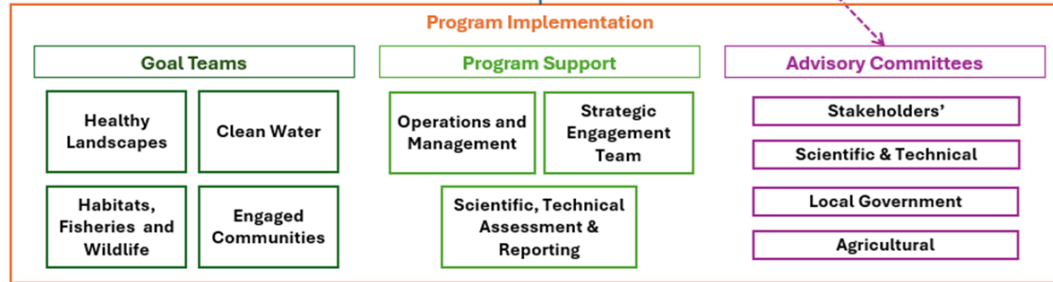 Program Implementation
Goal Teams
Healthy
Landscapes
Clean Water
Habitats,
Fisheries and
Wildlife
Engaged
Communities
Program Support
Operations and
Management
Strategic
Engagement
Team
Scientific, Technical
Assessment &
Reporting
Advisory Committees
Stakeholders’
Scientific & Technical
Local Government
Agricultural